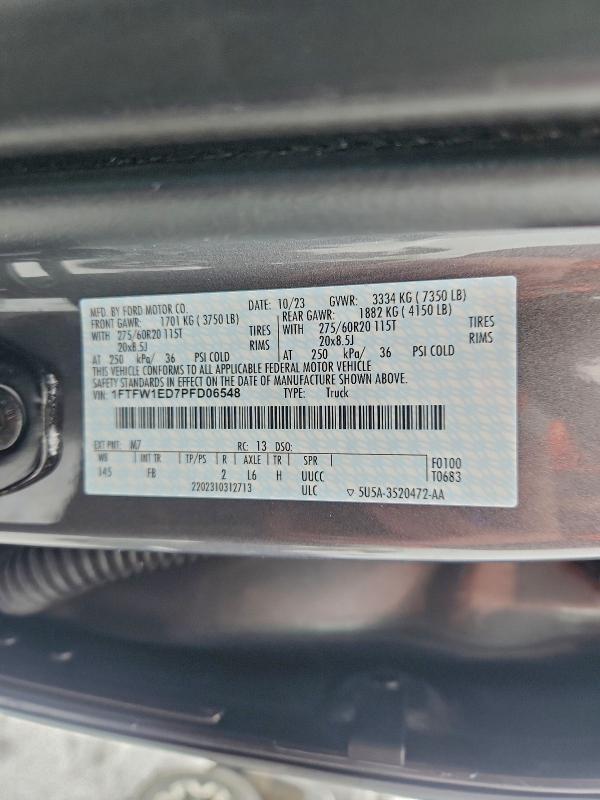 MFD. BY FORD MOTOR CO. DATE: 10/23 GVWR: 3334 KG ( 7350 LB)
FRONT GAWR: 1701 KG ( 3750 LB) REAR GAWR: 1882 KG ( 4150 LB)
WITH 275/60R20 115T TIRES WITH 275/60R20 115T TIRES
20x8.5J RIMS 20x8.5J RIMS
AT 250 kPa/ 36 PSI COLD AT 250 kPa/ 36 PSI COLD
THIS VEHICLE CONFORMS TO ALL APPLICABLE FEDERAL MOTOR VEHICLE
SAFETY STANDARDS IN EFFECT ON THE DATE OF MANUFACTURE SHOWN ABOVE.
VIN: 1FTFW1ED7PFD06548 TYPE: Truck
EXT PNT: M7 RC: 13 DSO:
WB INT TR TP/PS R AXLE TR SPR F0100
145 FB 2 L6 H UUCC T0683
2202310312713 ULC ▽ 5U5A-3520472-AA